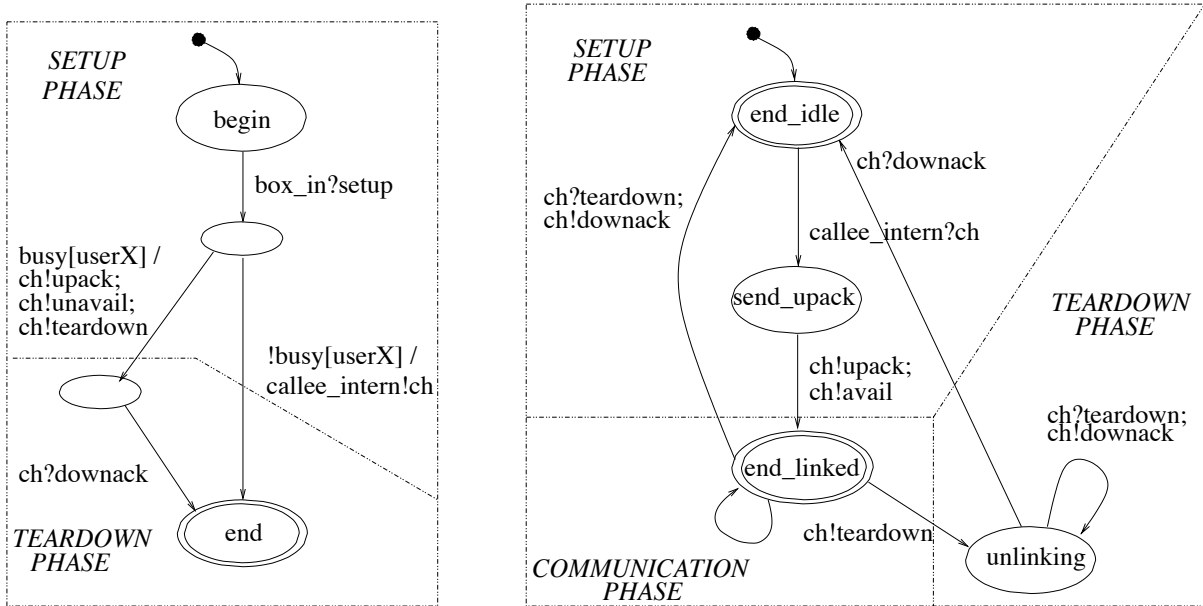 SETUP
PHASE
begin
box_in?setup
busy[userX] /
ch!upack;
ch!unavail;
ch!teardown
!busy[userX] /
callee_intern!ch
ch?downack
end
TEARDOWN
PHASE
SETUP
PHASE
end_idle
ch?downack
ch?teardown;
ch!downack
callee_intern?ch
send_upack
TEARDOWN
PHASE
ch!upack;
ch!avail
ch?teardown;
ch!downack
end_linked
ch!teardown
unlinking
COMMUNICATION
PHASE